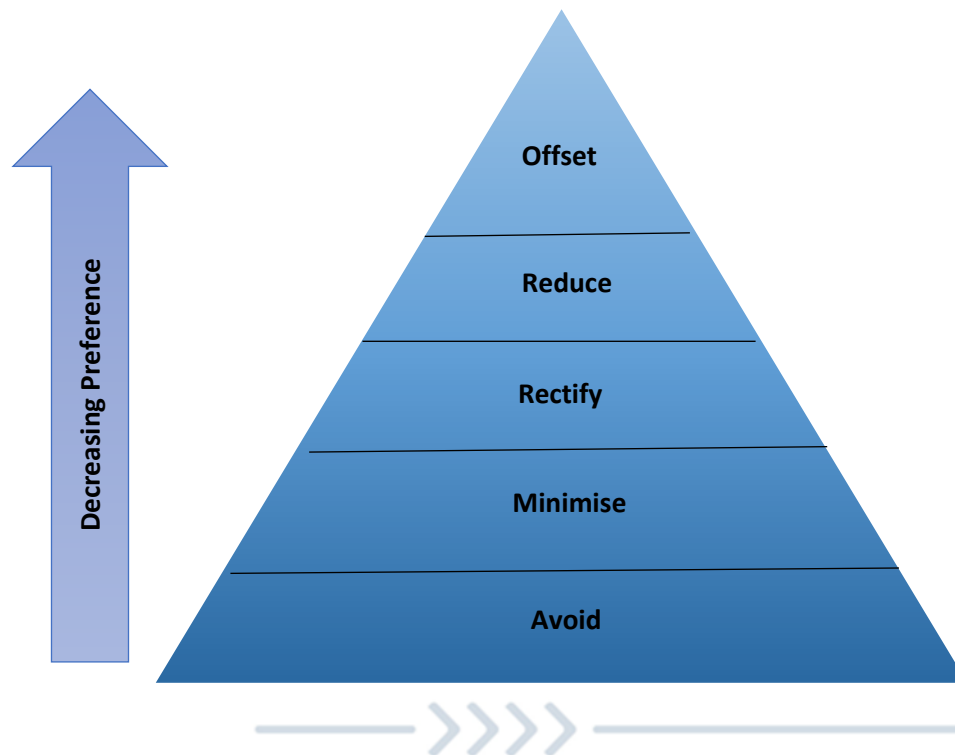 Offset
Reduce
Rectify
Minimise
Avoid
Decreasing Preference